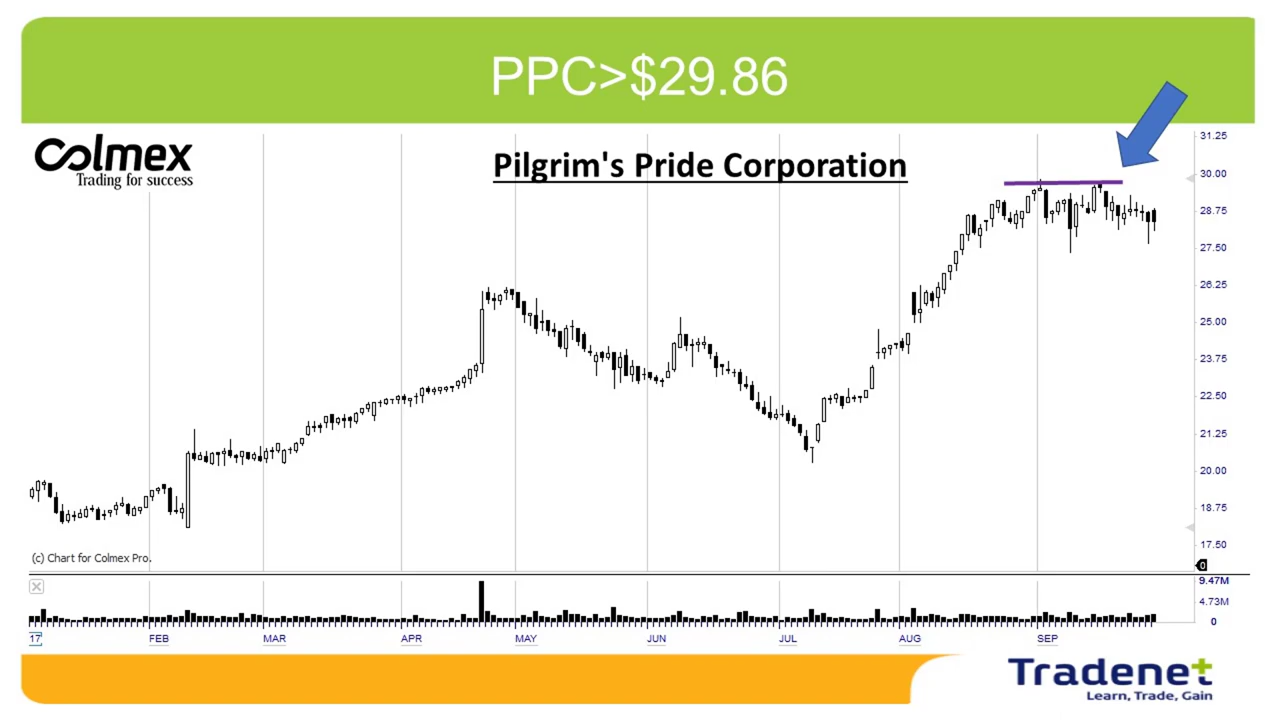 PPC>$29.86
Colmex
Trading for success
Pilgrim's Pride Corporation
31.25
30.00
28.75
27.50
26.25
25.00
23.75
22.50
21.25
20.00
18.75
17.50
(c) Chart for Colmex Pro.
0
9.47M
4.73M
0
17 FEB MAR APR MAY JUN JUL AUG SEP
Tradenet
Learn, Trade, Gain